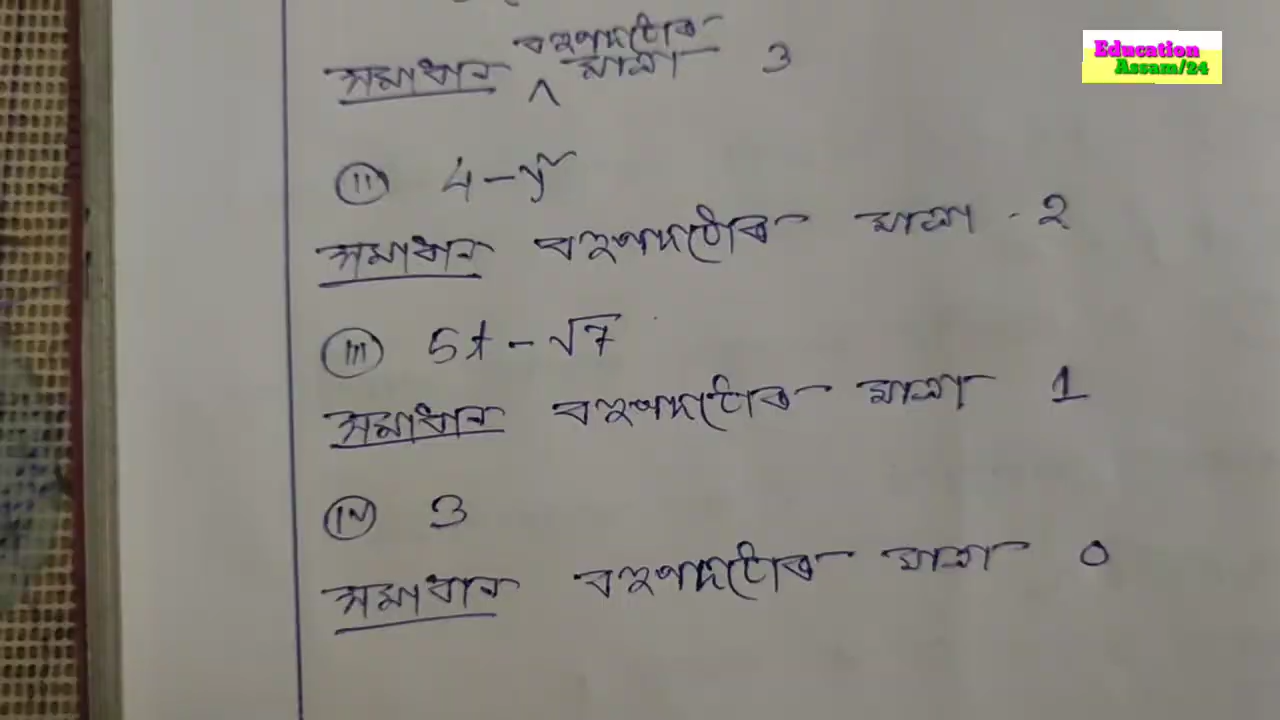 বহুপদটোৰ
সমাধান ^ মাত্ৰা 3
Education
Assam/24
(ii) 4 – y²
সমাধান বহুপদটোৰ মাত্ৰা - 2
(iii) 5t – √7
সমাধান বহুপদটোৰ মাত্ৰা 1
(iv) 3
সমাধান বহুপদটোৰ মাত্ৰা 0